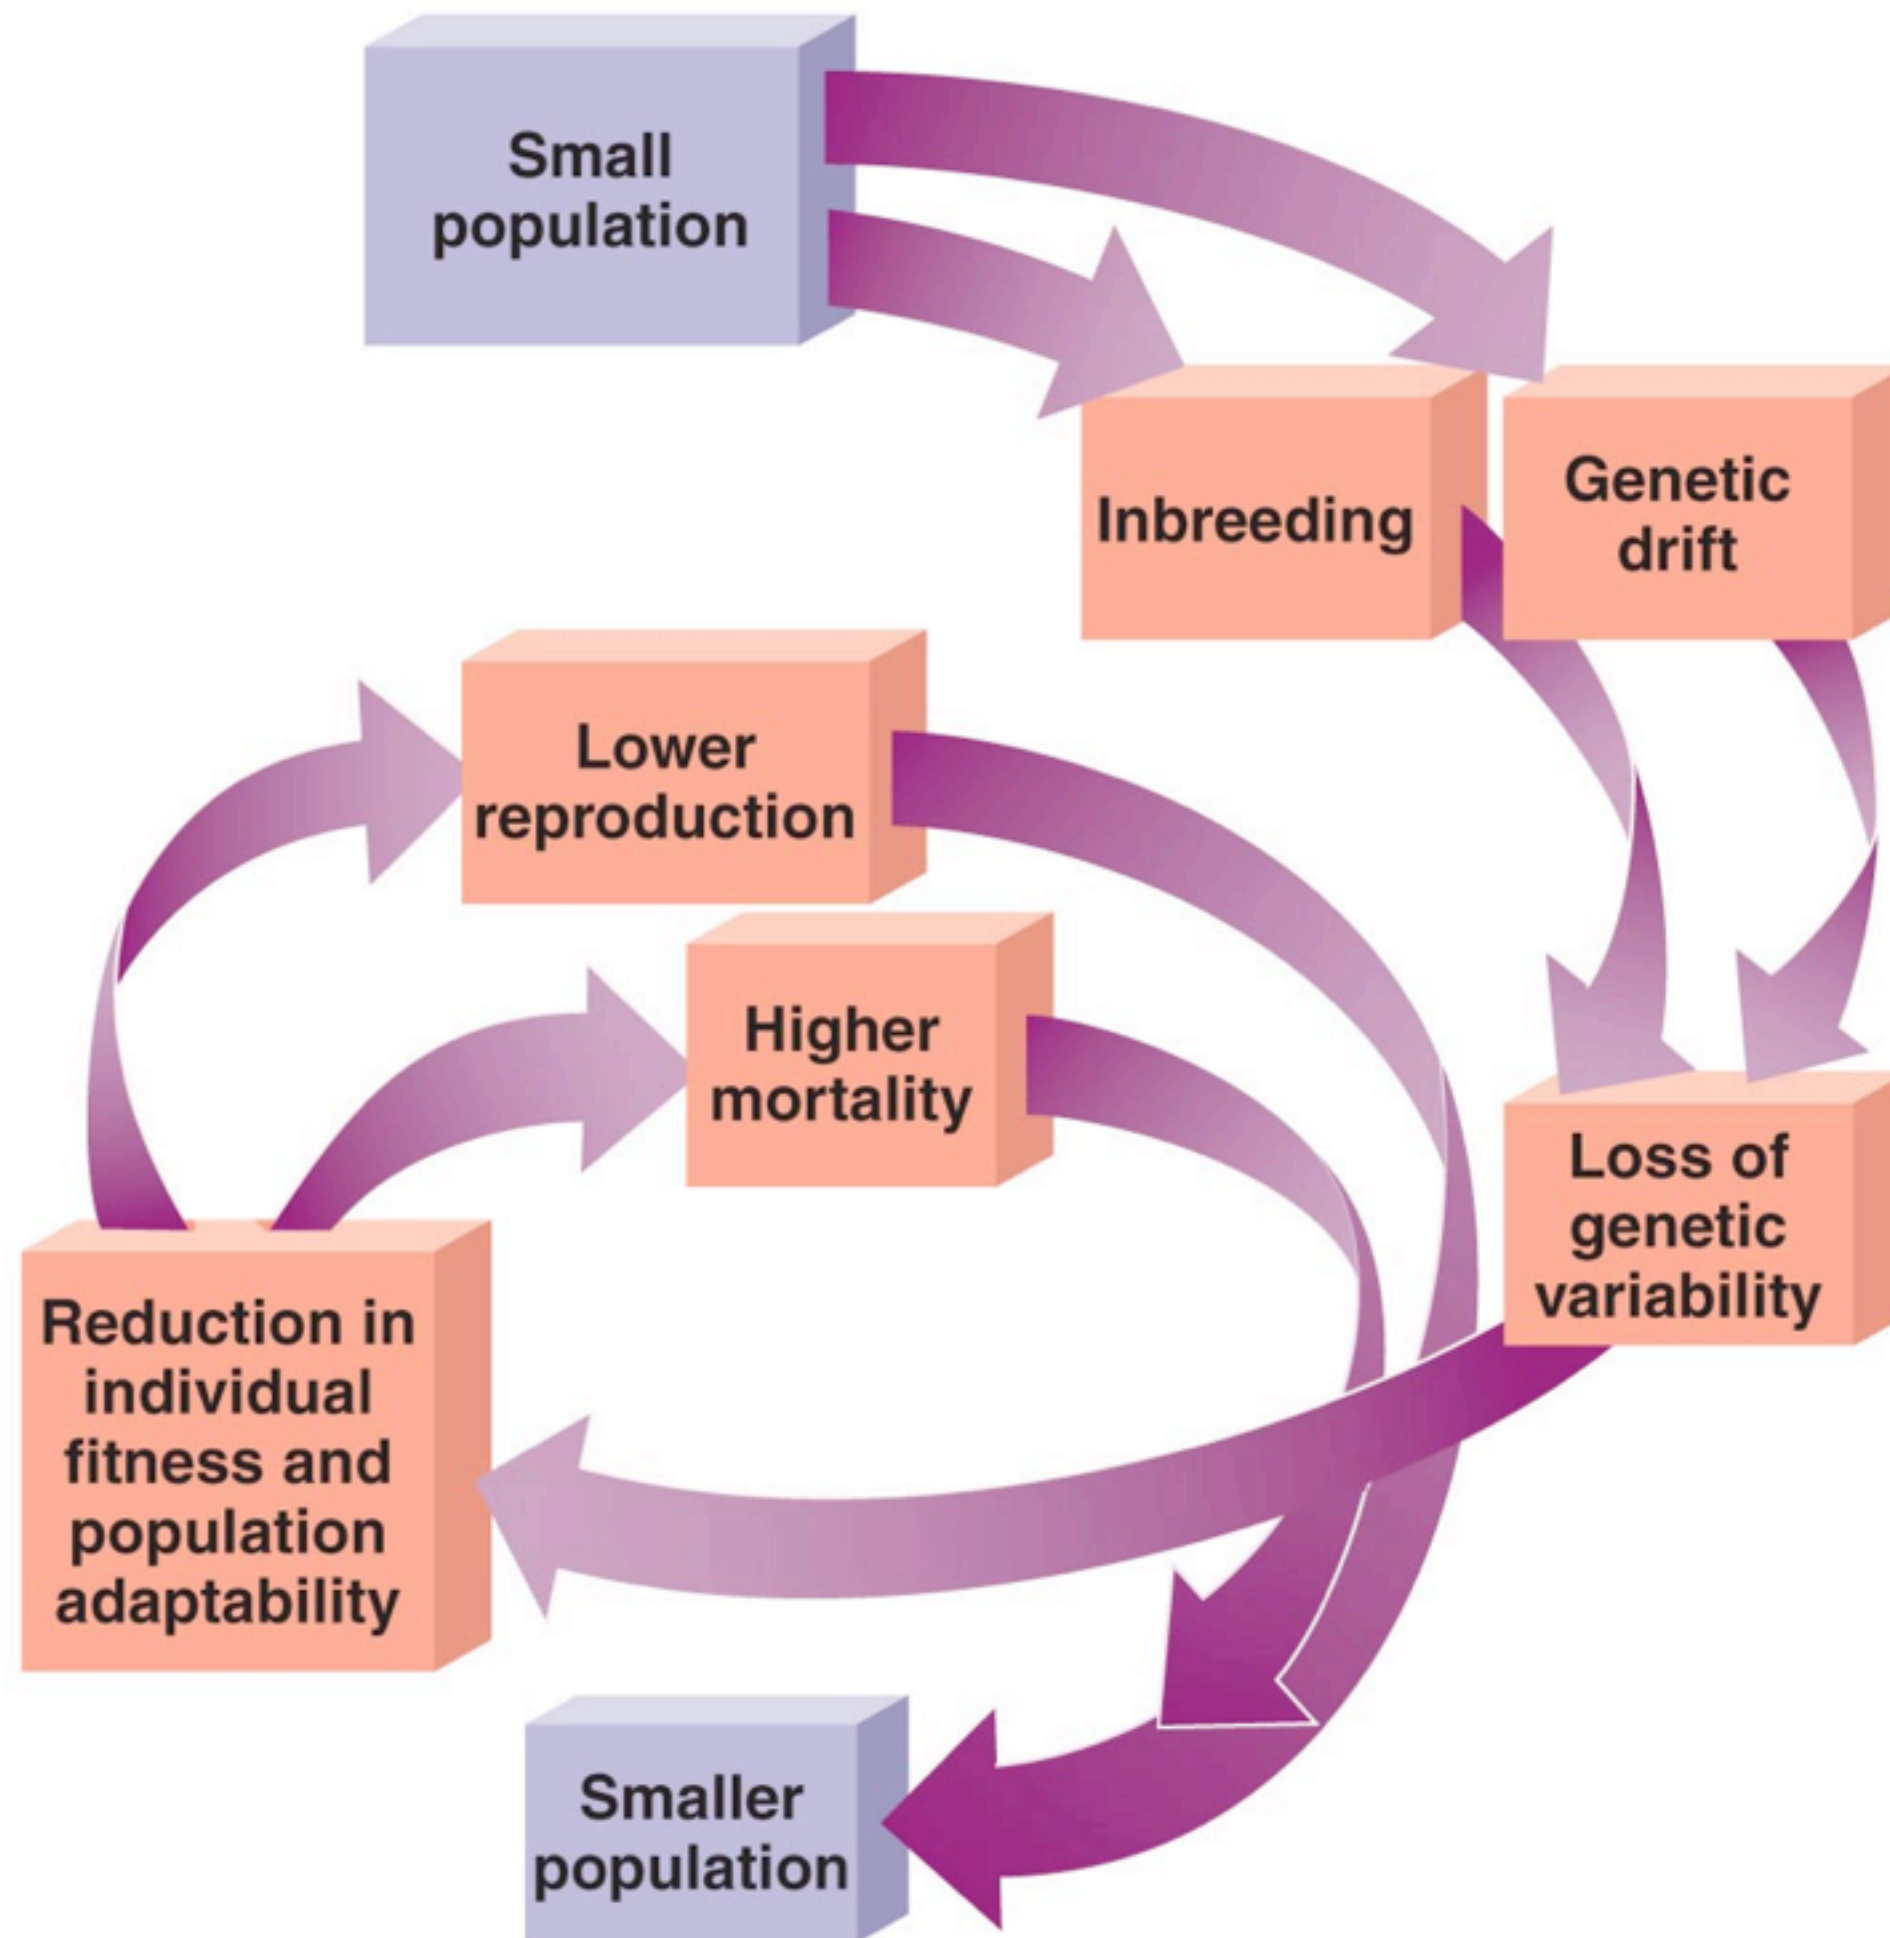 Small
population
Inbreeding
Genetic
drift
Lower
reproduction
Higher
mortality
Loss of
genetic
variability
Reduction in
individual
fitness and
population
adaptability
Smaller
population